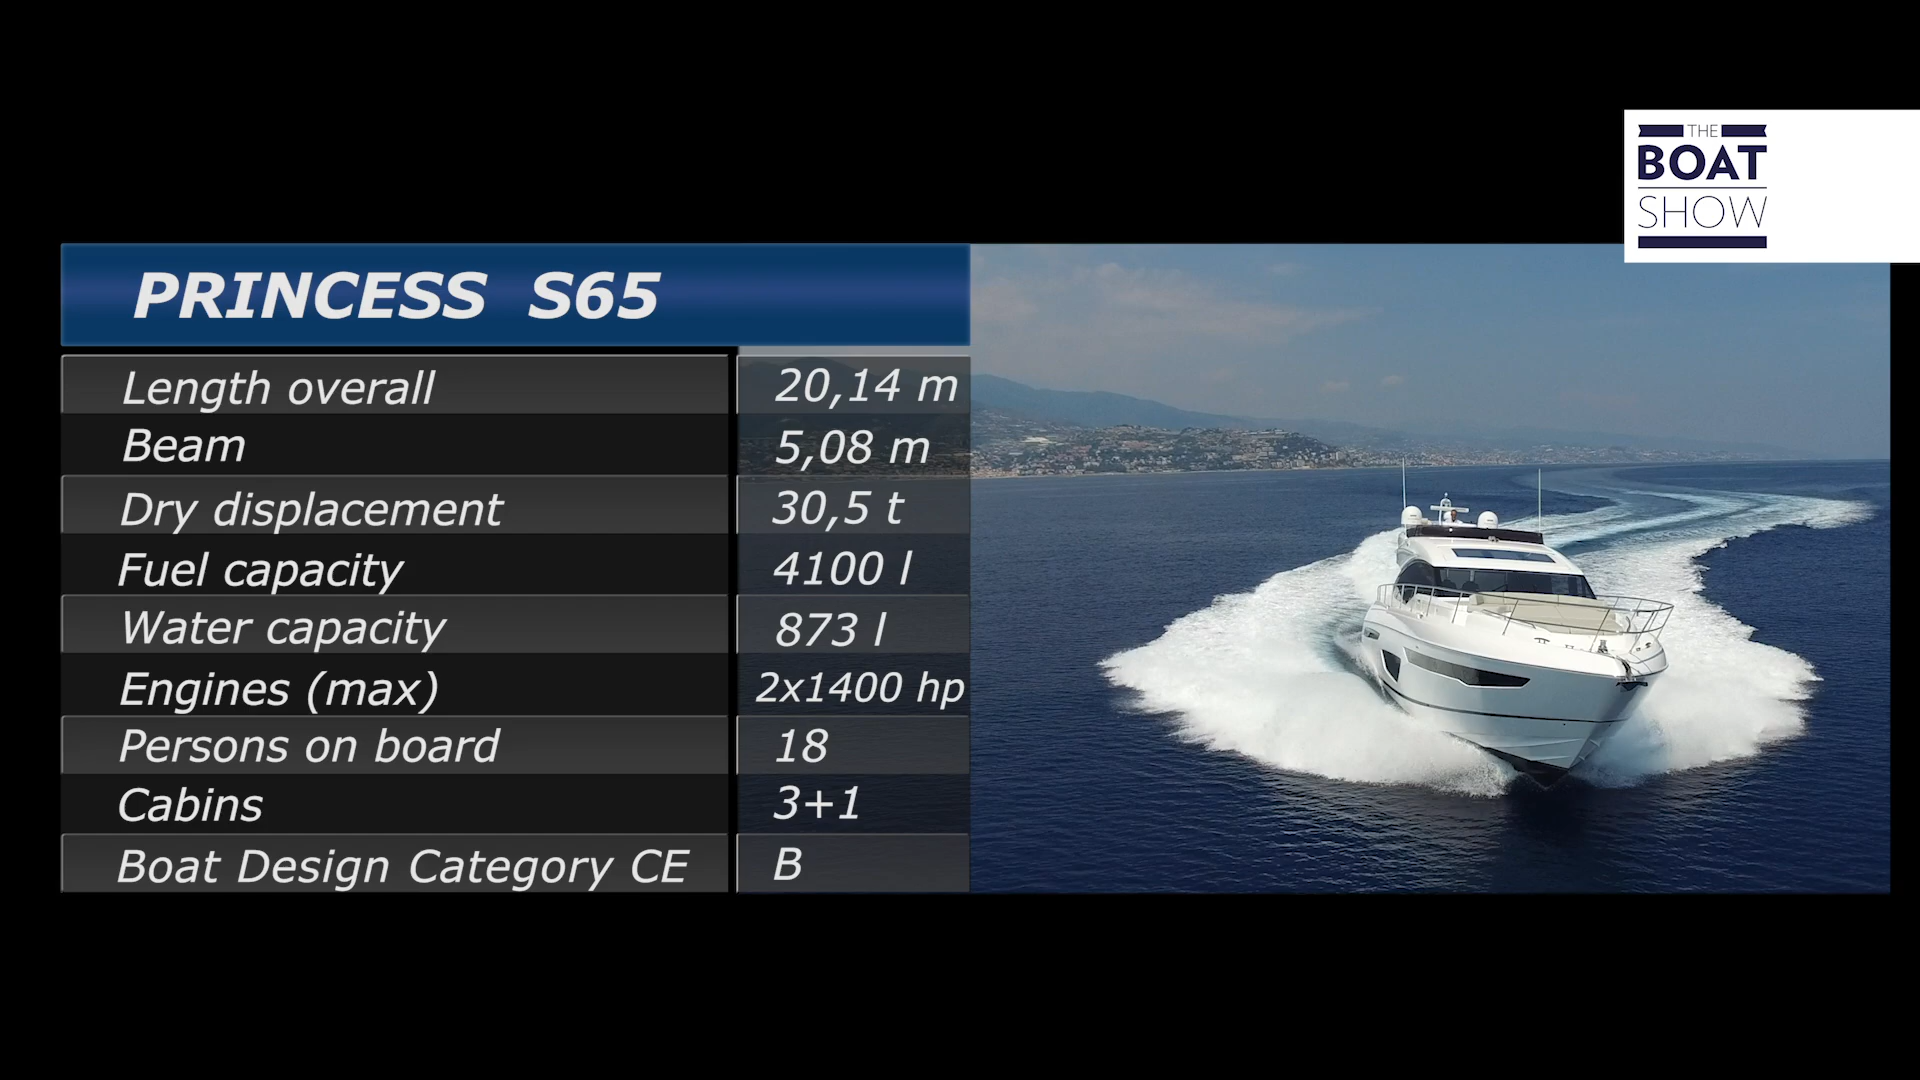 THE
BOAT
SHOW
PRINCESS S65
Length overall 20,14 m
Beam 5,08 m
Dry displacement 30,5 t
Fuel capacity 4100 l
Water capacity 873 l
Engines (max) 2x1400 hp
Persons on board 18
Cabins 3+1
Boat Design Category CE B